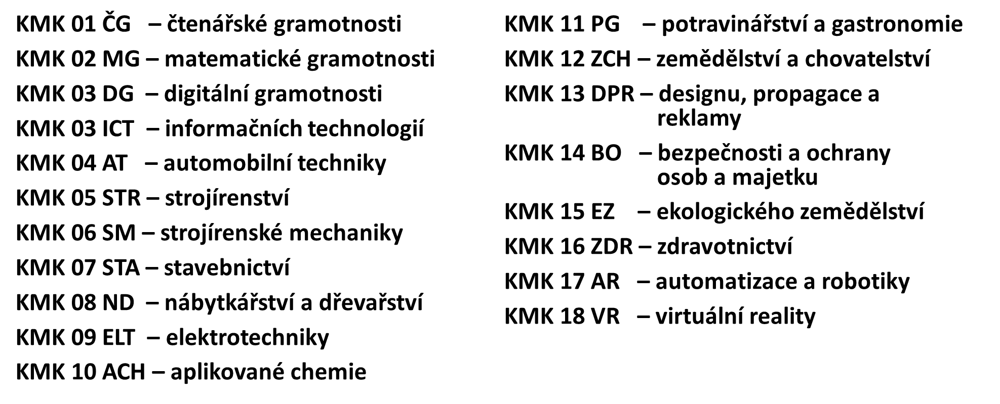 KMK 01 ČG – čtenářské gramotnosti
KMK 02 MG – matematické gramotnosti
KMK 03 DG – digitální gramotnosti
KMK 03 ICT – informačních technologií
KMK 04 AT – automobilní techniky
KMK 05 STR – strojírenství
KMK 06 SM – strojírenské mechaniky
KMK 07 STA – stavebnictví
KMK 08 ND – nábytkářství a dřevařství
KMK 09 ELT – elektrotechniky
KMK 10 ACH – aplikované chemie
KMK 11 PG – potravinářství a gastronomie
KMK 12 ZCH – zemědělství a chovatelství
KMK 13 DPR – designu, propagace a
reklamy
KMK 14 BO – bezpečnosti a ochrany
osob a majetku
KMK 15 EZ – ekologického zemědělství
KMK 16 ZDR – zdravotnictví
KMK 17 AR – automatizace a robotiky
KMK 18 VR – virtuální reality